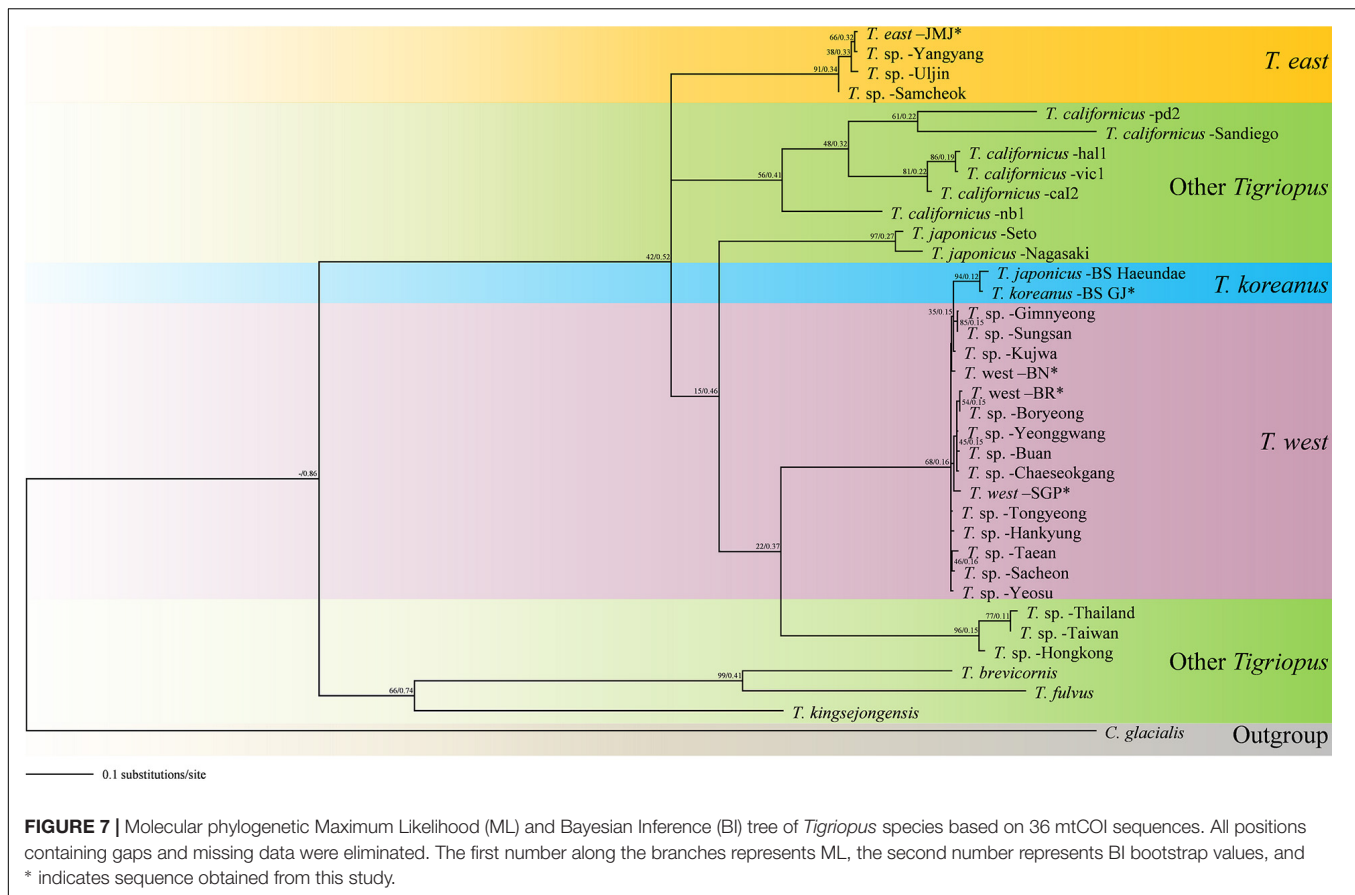 66/0.32
T. east –JMJ*
38/0.33
T. sp. -Yangyang
T. east
91/0.34
T. sp. -Uljin
T. sp. -Samcheok
61/0.22
T. californicus -pd2
T. californicus -Sandiego
48/0.32
86/0.19
T. californicus -hal1
T. californicus -vic1
56/0.41
81/0.22
T. californicus -cal2
Other Tigriopus
T. californicus -nb1
97/0.27
T. japonicus -Seto
T. japonicus -Nagasaki
42/0.52
94/0.12
T. japonicus -BS Haeundae
T. koreanus -BS GJ*
T. koreanus
35/0.15
T. sp. -Gimnyeong
85/0.15
T. sp. -Sungsan
T. sp. -Kujwa
T. west –BN*
15/0.46
T. west –BR*
54/0.15
T. sp. -Boryeong
T. sp. -Yeonggwang
45/0.15
T. sp. -Buan
T. west
68/0.16
T. sp. -Chaeseokgang
-/0.86
T. west –SGP*
T. sp. -Tongyeong
T. sp. -Hankyung
22/0.37
T. sp. -Taean
46/0.16
T. sp. -Sacheon
T. sp. -Yeosu
77/0.11
T. sp. -Thailand
96/0.15
T. sp. -Taiwan
T. sp. -Hongkong
Other Tigriopus
99/0.41
T. brevicornis
66/0.74
T. fulvus
T. kingsejongensis
C. glacialis
Outgroup
0.1 substitutions/site
FIGURE 7 | Molecular phylogenetic Maximum Likelihood (ML) and Bayesian Inference (BI) tree of Tigriopus species based on 36 mtCOI sequences. All positions
containing gaps and missing data were eliminated. The first number along the branches represents ML, the second number represents BI bootstrap values, and
* indicates sequence obtained from this study.